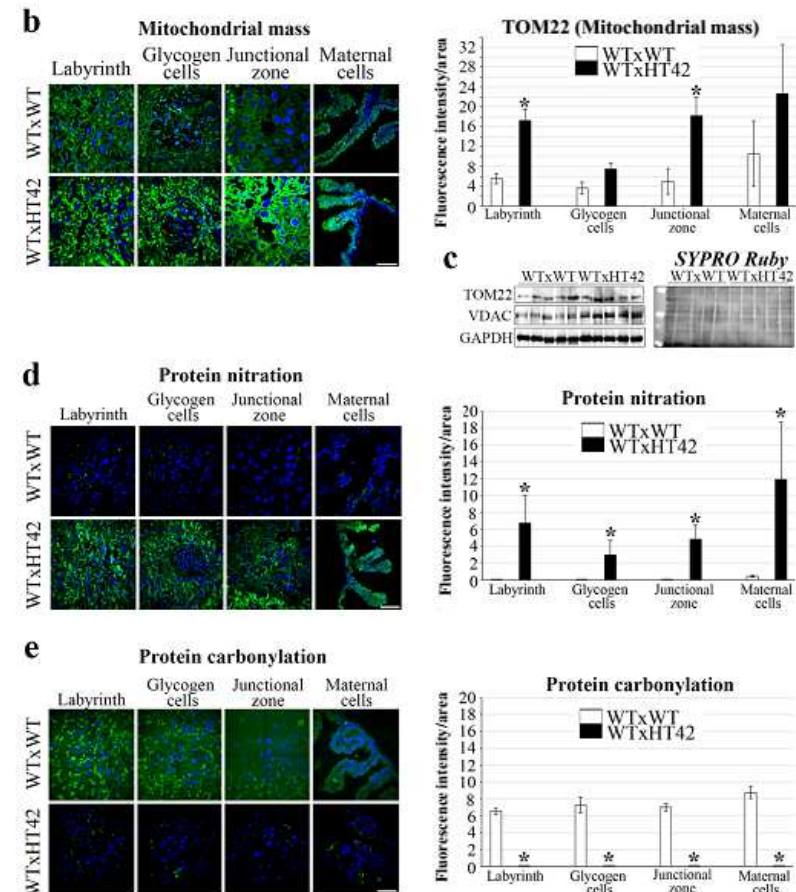 b
Mitochondrial mass
Labyrinth
Glycogen cells
Junctional zone
Maternal cells
WTxWT
WTxHT42
TOM22 (Mitochondrial mass)
Fluorescence intensity/area
32
28
24
20
16
12
8
4
0
WTxWT
WTxHT42
*
*
Labyrinth
Glycogen cells
Junctional zone
Maternal cells
c
SYPRO Ruby
WTxWT WTxHT42
WTxWT WTxHT42
TOM22
VDAC
GAPDH
d
Protein nitration
Labyrinth
Glycogen cells
Junctional zone
Maternal cells
WTxWT
WTxHT42
Protein nitration
Fluorescence intensity/area
20
18
16
14
12
10
8
6
4
2
0
WTxWT
WTxHT42
*
*
*
*
Labyrinth
Glycogen cells
Junctional zone
Maternal cells
e
Protein carbonylation
Labyrinth
Glycogen cells
Junctional zone
Maternal cells
WTxWT
WTxHT42
Protein carbonylation
Fluorescence intensity/area
20
18
16
14
12
10
8
6
4
2
0
WTxWT
WTxHT42
*
*
*
*
Labyrinth
Glycogen cells
Junctional zone
Maternal cells